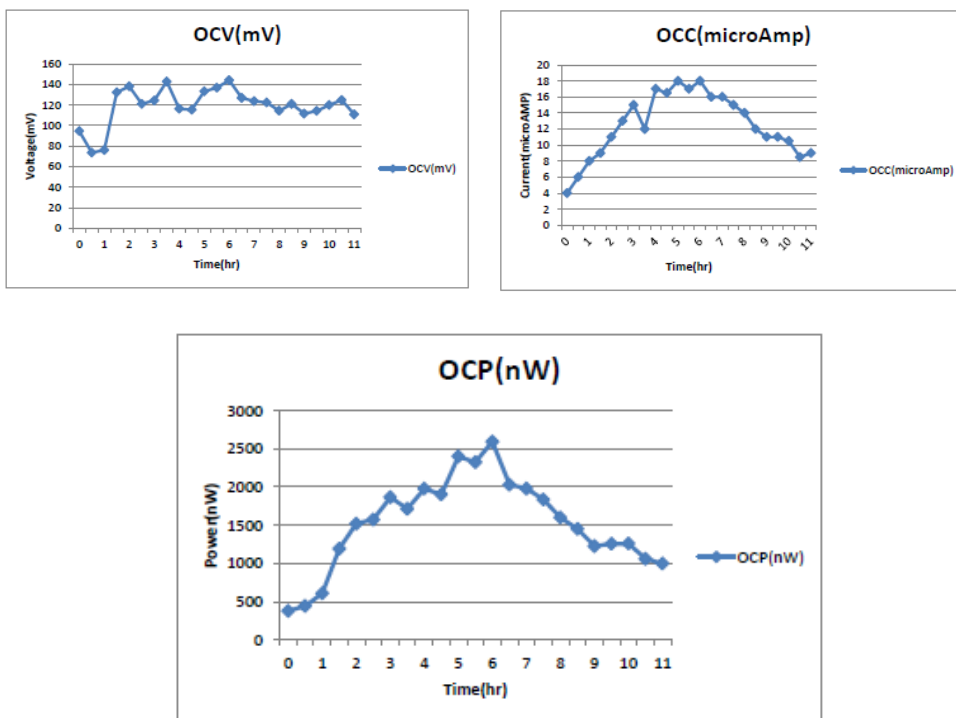 OCV(mV)
160
140
120
100
80
60
40
20
0
Voltage(mV)
0 1 2 3 4 5 6 7 8 9 10 11
Time(hr)
OCV(mV)
OCC(microAmp)
20
18
16
14
12
10
8
6
4
2
0
Current(microAMP)
0 1 2 3 4 5 6 7 8 9 10 11
Time(hr)
OCC(microAmp)
OCP(nW)
3000
2500
2000
1500
1000
500
0
Power(nW)
0 1 2 3 4 5 6 7 8 9 10 11
Time(hr)
OCP(nW)